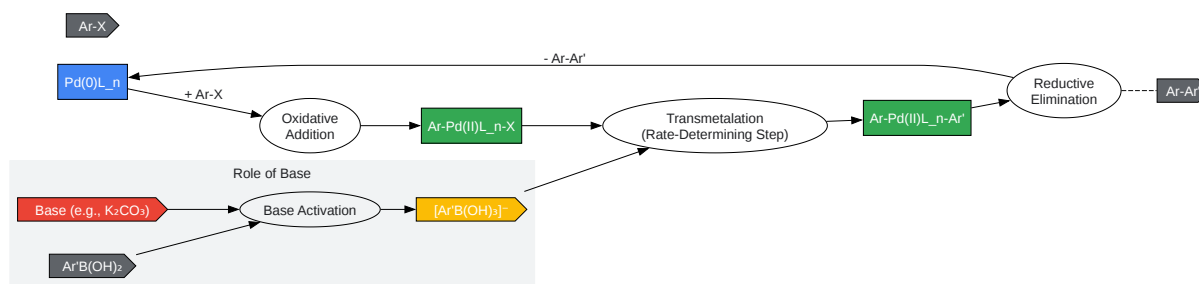 Ar-X
- Ar-Ar'
Pd(0)L_n
+ Ar-X
Oxidative
Addition
Ar-Pd(II)L_n-X
Transmetalation
(Rate-Determining Step)
Ar-Pd(II)L_n-Ar'
Reductive
Elimination
Ar-Ar'
Role of Base
Base (e.g., K₂CO₃)
Base Activation
[Ar'B(OH)₃]⁻
Ar'B(OH)₂